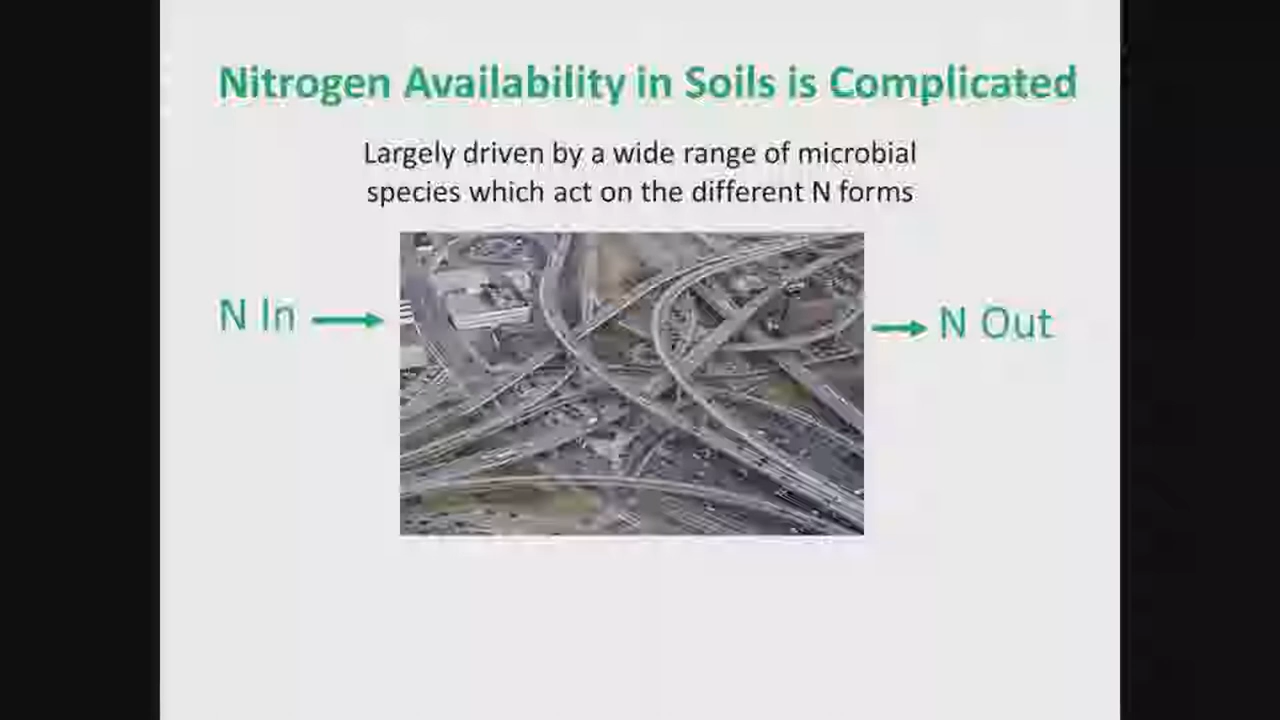 Nitrogen Availability in Soils is Complicated
Largely driven by a wide range of microbial
species which act on the different N forms
N In
N Out